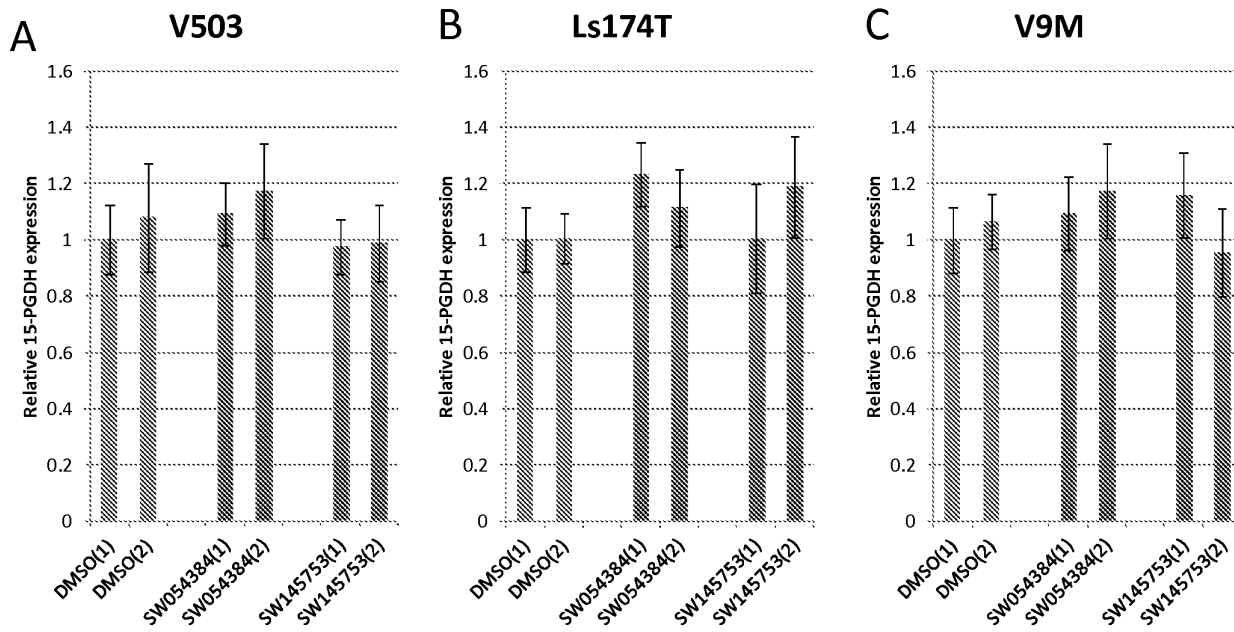 A
V503
Relative 15-PGDH expression
1.6
1.4
1.2
1
0.8
0.6
0.4
0.2
0
DMSO(1)
DMSO(2)
SW054384(1)
SW054384(2)
SW145753(1)
SW145753(2)
B
Ls174T
Relative 15-PGDH expression
1.6
1.4
1.2
1
0.8
0.6
0.4
0.2
0
DMSO(1)
DMSO(2)
SW054384(1)
SW054384(2)
SW145753(1)
SW145753(2)
C
V9M
Relative 15-PGDH expression
1.6
1.4
1.2
1
0.8
0.6
0.4
0.2
0
DMSO(1)
DMSO(2)
SW054384(1)
SW054384(2)
SW145753(1)
SW145753(2)